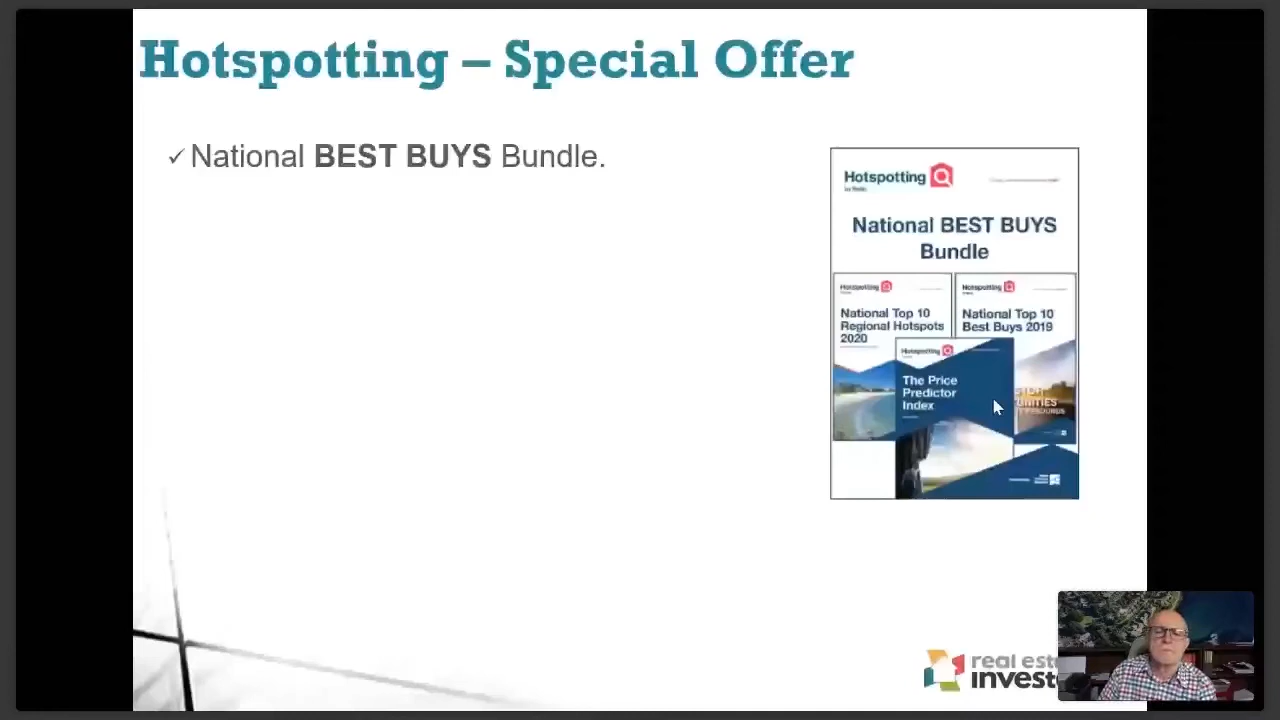 Hotspotting – Special Offer
✓ National BEST BUYS Bundle.
Hotspotting
National BEST BUYS
Bundle
Hotspotting
National Top 10
Regional Hotspots
2020
Hotspotting
National Top 10
Best Buys 2019
Hotspotting
The Price
Predictor
Index
real est
invest